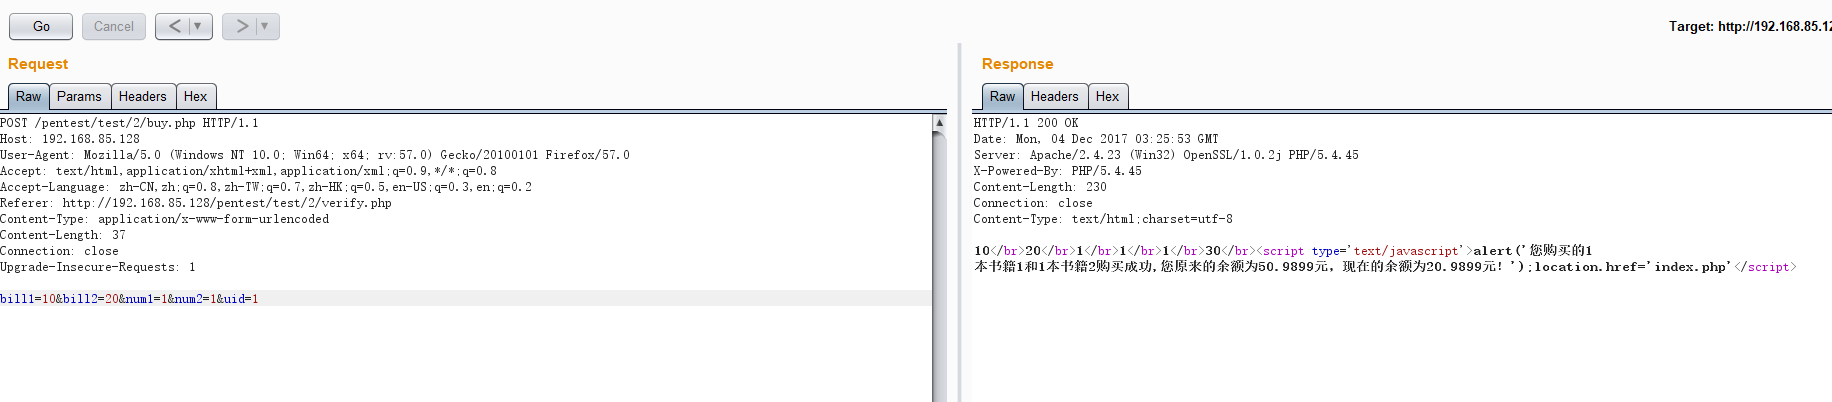 Go
Cancel
<
>
Target: http://192.168.85.12
Request
Response
Raw
Params
Headers
Hex
Raw
Headers
Hex
POST /pentest/test/2/buy.php HTTP/1.1
Host: 192.168.85.128
User-Agent: Mozilla/5.0 (Windows NT 10.0; Win64; x64; rv:57.0) Gecko/20100101 Firefox/57.0
Accept: text/html,application/xhtml+xml,application/xml;q=0.9,*/*;q=0.8
Accept-Language: zh-CN,zh;q=0.8,zh-TW;q=0.7,zh-HK;q=0.5,en-US;q=0.3,en;q=0.2
Referer: http://192.168.85.128/pentest/test/2/verify.php
Content-Type: application/x-www-form-urlencoded
Content-Length: 37
Connection: close
Upgrade-Insecure-Requests: 1
bill1=10&bill2=20&num1=1&num2=1&uid=1
HTTP/1.1 200 OK
Date: Mon, 04 Dec 2017 03:25:53 GMT
Server: Apache/2.4.23 (Win32) OpenSSL/1.0.2j PHP/5.4.45
X-Powered-By: PHP/5.4.45
Content-Length: 230
Connection: close
Content-Type: text/html;charset=utf-8
10</br>20</br>1</br>1</br>1</br>30</br><script type='text/javascript'>alert('您购买的1
本书籍1和1本书籍2购买成功,您原来的余额为50.9899元，现在的余额为20.9899元！');location.href='index.php'</script>